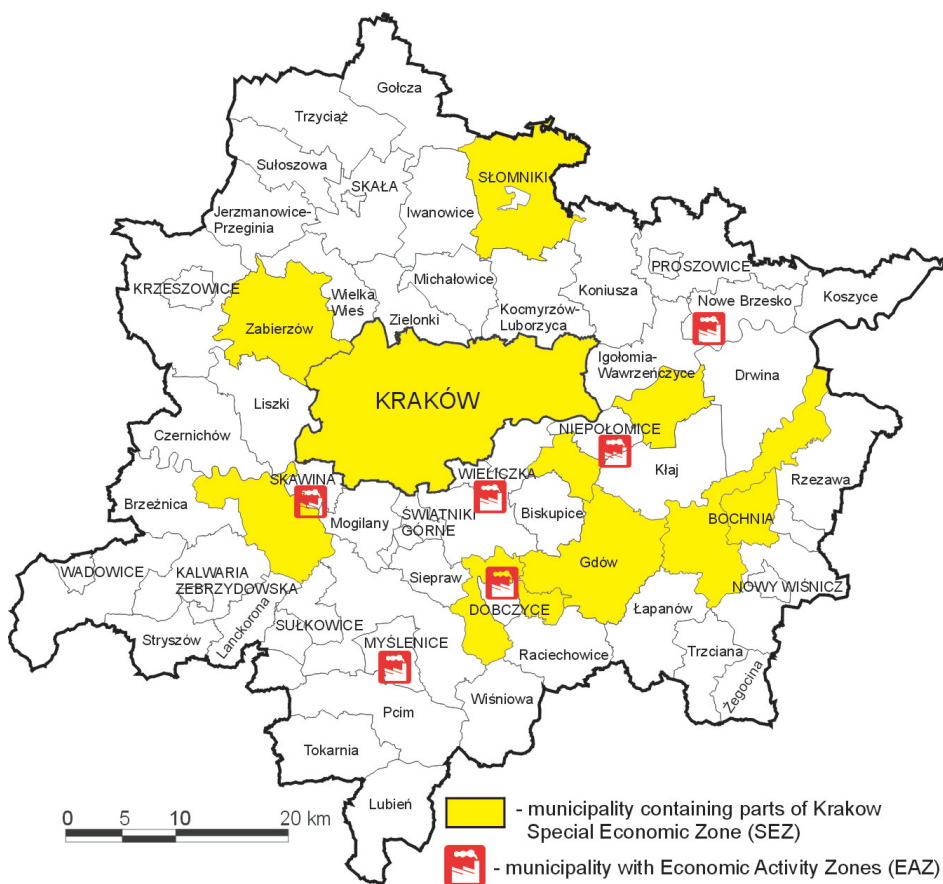 Gołcza
Trzyciąż
Sułoszowa
SKAŁA
SŁOMNIKI
Jerzmanowice-
Przeginia
Iwanowice
KRZESZOWICE
Zabierzów
Wielka
Wieś
Zielonki
Michałowice
Kocmyrzów-
Luborzyca
Koniusza
PROSZOWICE
Nowe Brzesko
Koszyce
Igołomia-
Wawrzeńczyce
Drwina
KRAKÓW
Liszki
Czernichów
NIEPOŁOMICE
Kłaj
Rzezawa
BOCHNIA
SKAWINA
WIELICZKA
Brzeźnica
Mogilany
ŚWIĄTNIKI
GÓRNE
Biskupice
Gdów
WADOWICE
KALWARIA
ZEBRZYDOWSKA
Siepraw
DOBCZYCE
NOWY WIŚNICZ
Łapanów
Stryszów
Lanckorona
SUŁKOWICE
MYŚLENICE
Raciechowice
Trzciana
Żegocina
Wiśniowa
Pcim
Tokarnia
Lubień
0 10 20 km
- municipality containing parts of Krakow
Special Economic Zone (SEZ)
- municipality with Economic Activity Zones (EAZ)